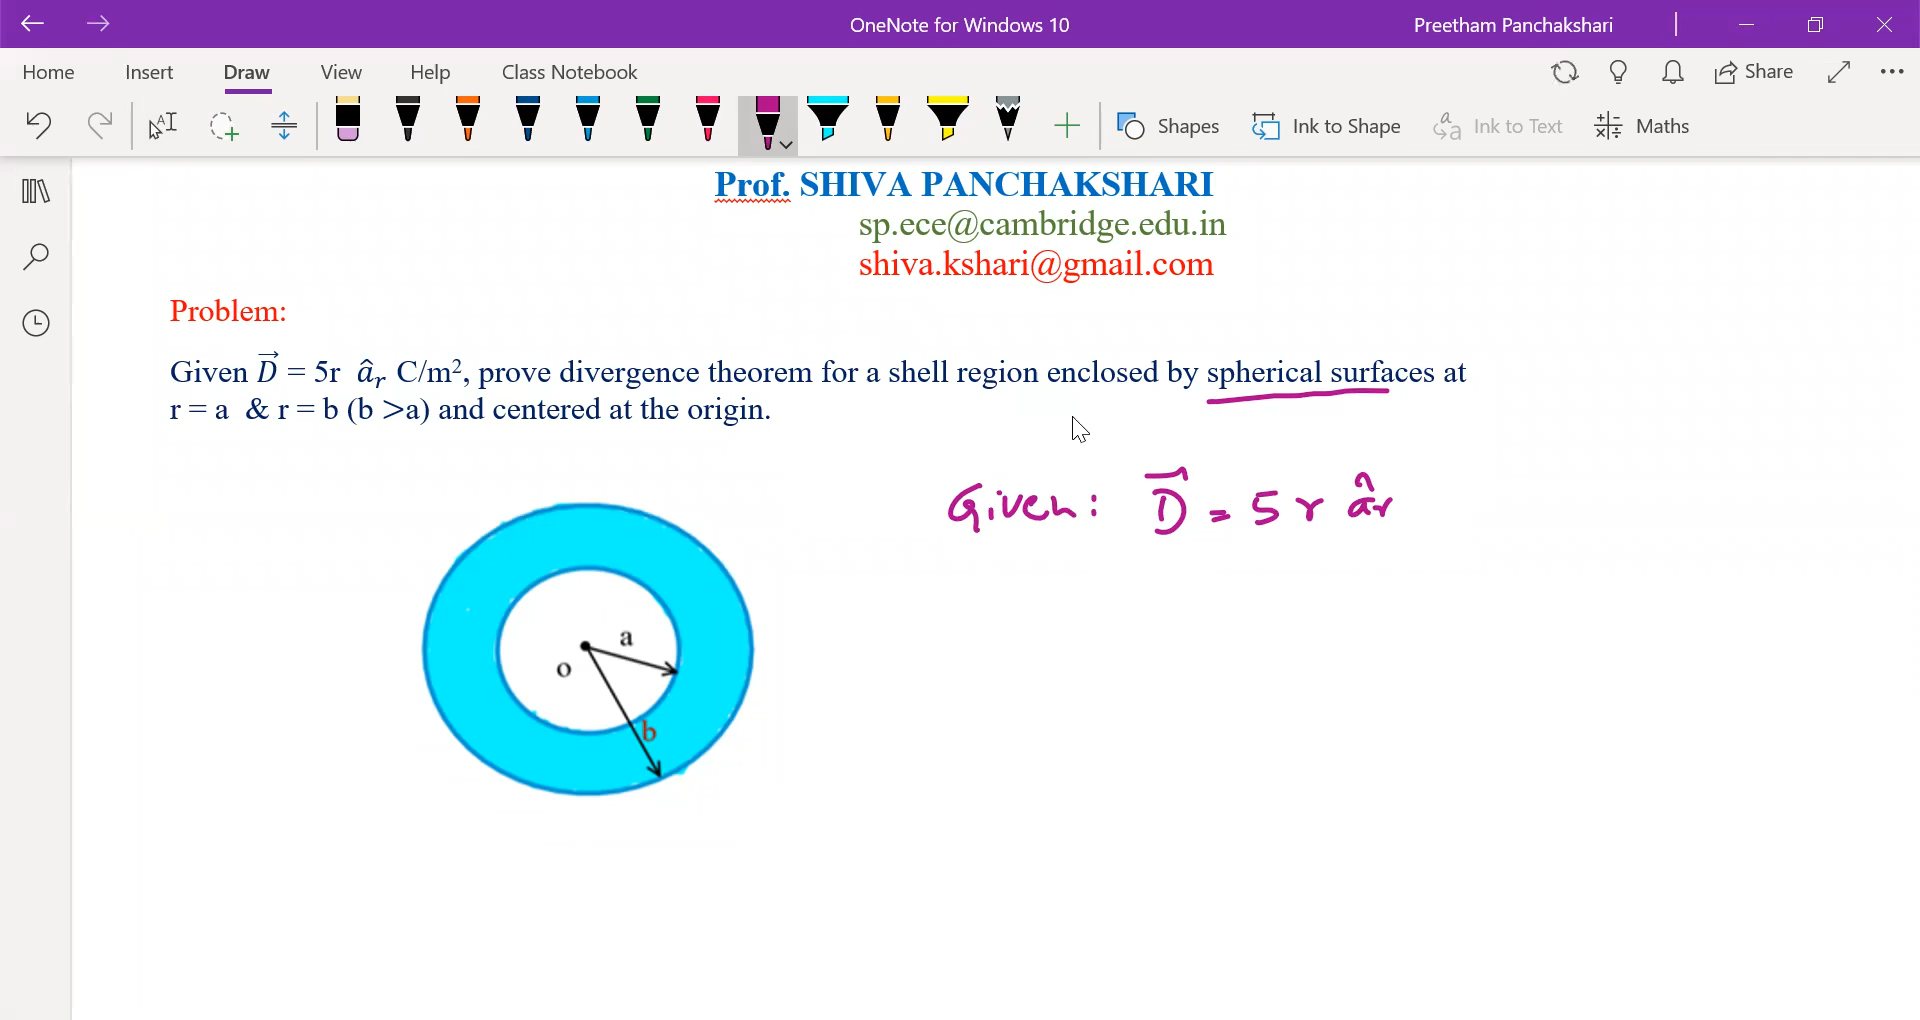 OneNote for Windows 10
Preetham Panchakshari
Home Insert Draw View Help Class Notebook
Share
Shapes Ink to Shape Ink to Text Maths
Prof. SHIVA PANCHAKSHARI
sp.ece@cambridge.edu.in
shiva.kshari@gmail.com
Problem:
Given D⃗ = 5r âᵣ C/m², prove divergence theorem for a shell region enclosed by spherical surfaces at
r = a & r = b (b >a) and centered at the origin.
Given: D⃗ = 5 r âr
a
o
b